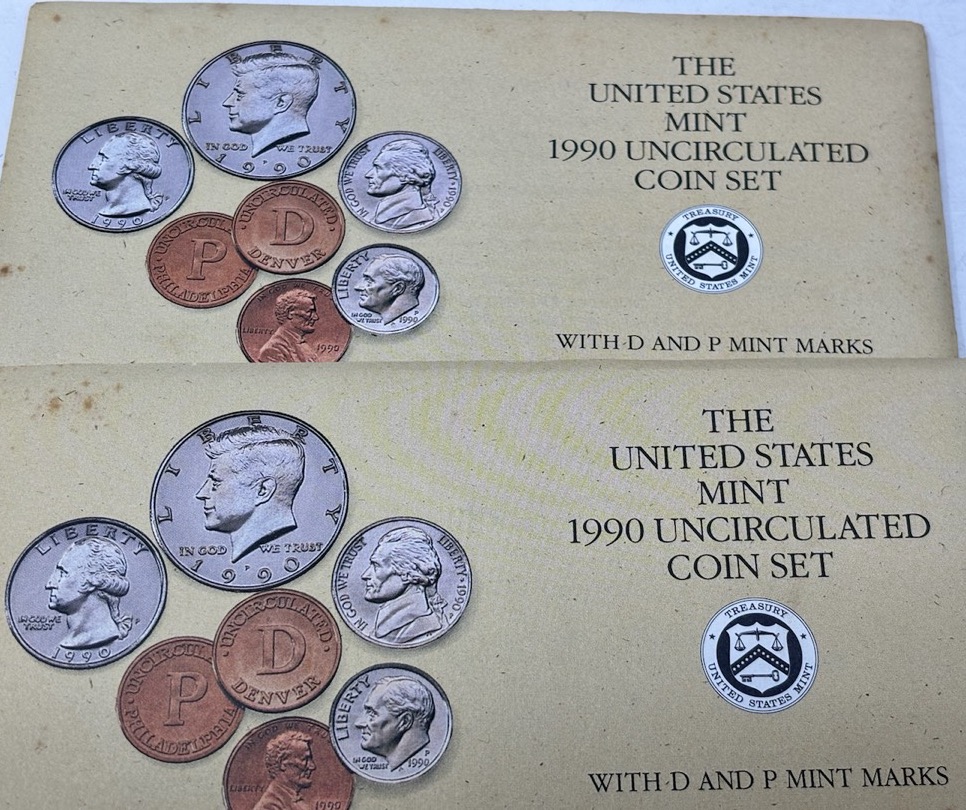 THE
UNITED STATES
MINT
1990 UNCIRCULATED
COIN SET
TREASURY
UNITED STATES MINT
WITH D AND P MINT MARKS
LIBERTY
IN GOD WE TRUST
P
1990
LIBERTY
IN GOD WE TRUST
1990
IN GOD WE TRUST
LIBERTY 1990
UNCIRCULATED
D
DENVER
P
PHILADELPHIA
LIBERTY
IN GOD WE TRUST
P
1990
LIBERTY
1990
THE
UNITED STATES
MINT
1990 UNCIRCULATED
COIN SET
TREASURY
UNITED STATES MINT
WITH D AND P MINT MARKS
LIBERTY
IN GOD WE TRUST
P
1990
LIBERTY
IN GOD WE TRUST
P
1990
IN GOD WE TRUST
LIBERTY 1990
UNCIRCULATED
D
DENVER
P
PHILADELPHIA
LIBERTY
IN GOD WE TRUST
P
1990
IN GOD WE
1990